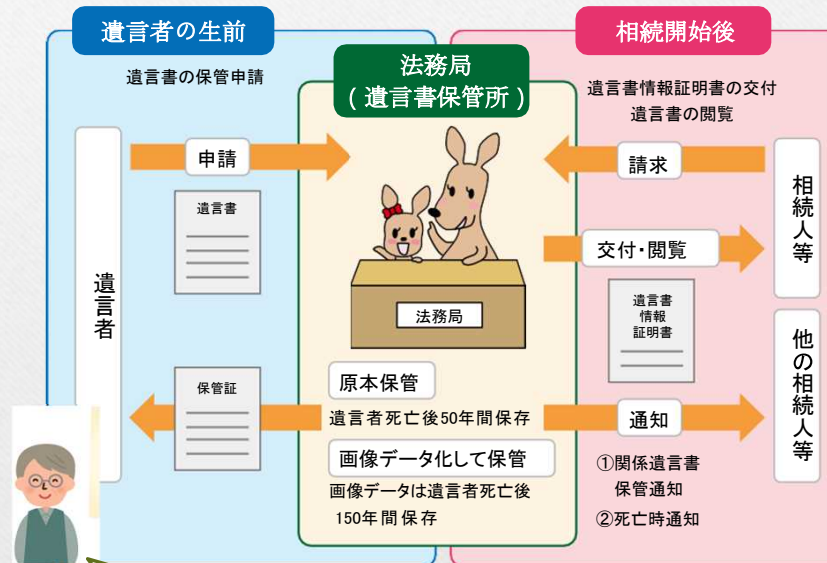 遺言者の生前
相続開始後
法務局
(遺言書保管所)
遺言書の保管申請
遺言書情報証明書の交付
遺言書の閲覧
申請
請求
遺言書
遺言者
相続人等
交付・閲覧
法務局
遺言書
情報
証明書
保管証
原本保管
遺言者死亡後50年間保存
画像データ化して保管
画像データは遺言者死亡後
150年間保存
通知
他の相続人等
①関係遺言書
保管通知
②死亡時通知